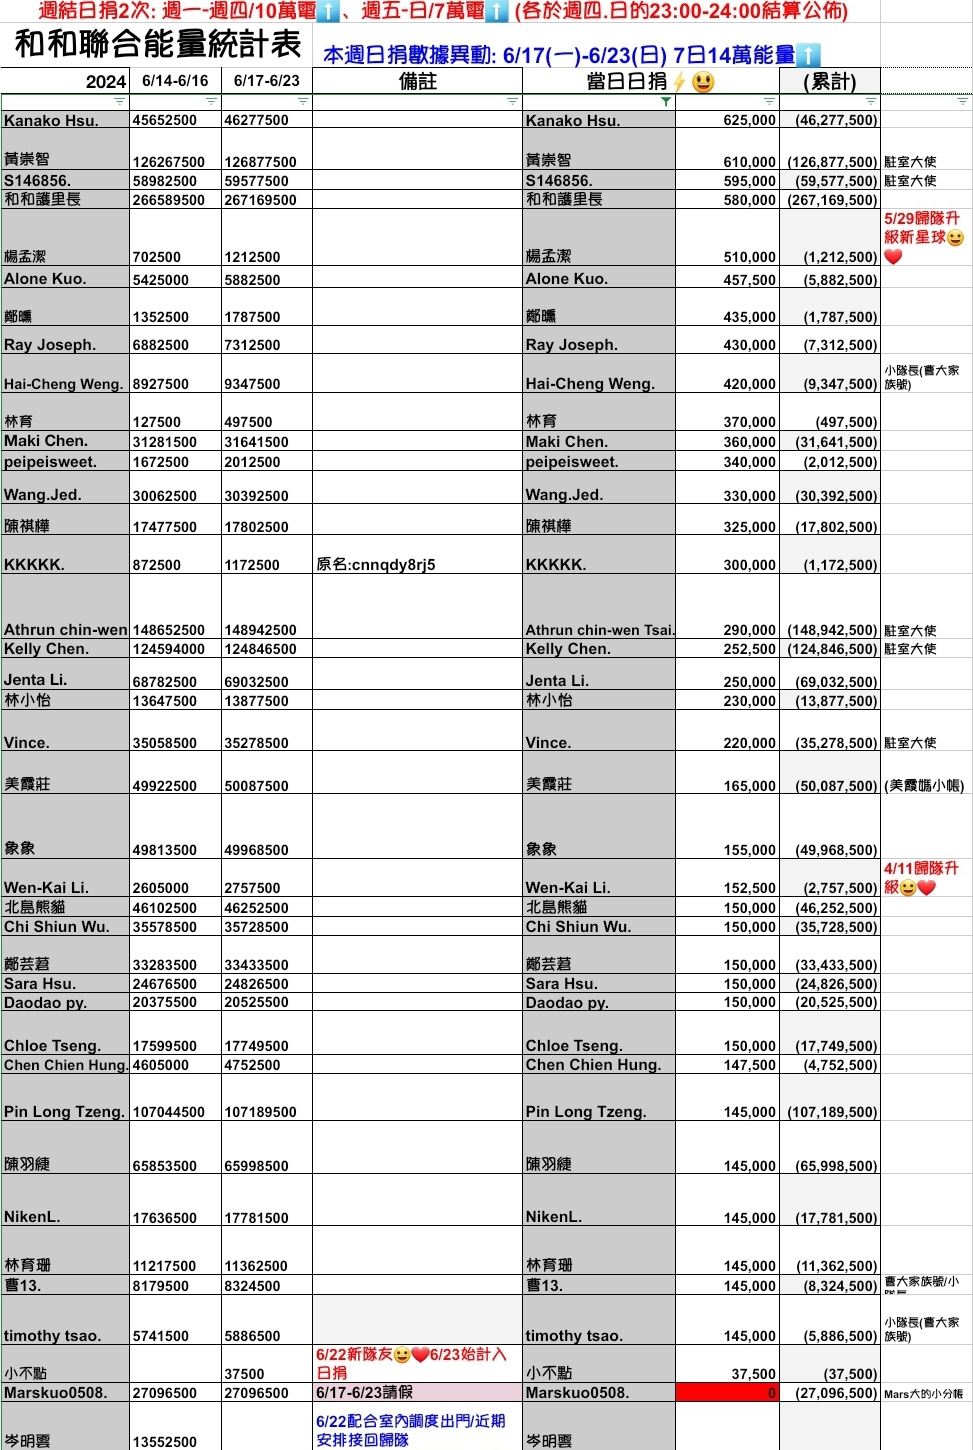 週結日捐2次: 週一-週四/10萬電⬆️、週五-日/7萬電⬆️ (各於週四.日的23:00-24:00結算公佈)
和和聯合能量統計表 本週日捐數據異動: 6/17(一)-6/23(日) 7日14萬能量⬆️
2024 6/14-6/16 6/17-6/23 備註 當日日捐⚡😃 (累計)
Kanako Hsu. 45652500 46277500 Kanako Hsu. 625,000 (46,277,500)
黃崇智 126267500 126877500 黃崇智 610,000 (126,877,500) 駐室大使
S146856. 58982500 59577500 S146856. 595,000 (59,577,500) 駐室大使
和和護里長 266589500 267169500 和和護里長 580,000 (267,169,500)
5/29歸隊升
級新星球😀
楊孟潔 702500 1212500 楊孟潔 510,000 (1,212,500) ❤️
Alone Kuo. 5425000 5882500 Alone Kuo. 457,500 (5,882,500)
鄭曛 1352500 1787500 鄭曛 435,000 (1,787,500)
Ray Joseph. 6882500 7312500 Ray Joseph. 430,000 (7,312,500)
Hai-Cheng Weng. 8927500 9347500 Hai-Cheng Weng. 420,000 (9,347,500) 小隊長(曹大家
族號)
林育 127500 497500 林育 370,000 (497,500)
Maki Chen. 31281500 31641500 Maki Chen. 360,000 (31,641,500)
peipeisweet. 1672500 2012500 peipeisweet. 340,000 (2,012,500)
Wang.Jed. 30062500 30392500 Wang.Jed. 330,000 (30,392,500)
陳祺樺 17477500 17802500 陳祺樺 325,000 (17,802,500)
KKKKK. 872500 1172500 原名:cnnqdy8rj5 KKKKK. 300,000 (1,172,500)
Athrun chin-wen 148652500 148942500 Athrun chin-wen Tsai. 290,000 (148,942,500) 駐室大使
Kelly Chen. 124594000 124846500 Kelly Chen. 252,500 (124,846,500) 駐室大使
Jenta Li. 68782500 69032500 Jenta Li. 250,000 (69,032,500)
林小怡 13647500 13877500 林小怡 230,000 (13,877,500)
Vince. 35058500 35278500 Vince. 220,000 (35,278,500) 駐室大使
美霞莊 49922500 50087500 美霞莊 165,000 (50,087,500) (美霞媽小帳)
象象 49813500 49968500 象象 155,000 (49,968,500)
4/11歸隊升
Wen-Kai Li. 2605000 2757500 Wen-Kai Li. 152,500 (2,757,500) 級😀❤️
北島熊貓 46102500 46252500 北島熊貓 150,000 (46,252,500)
Chi Shiun Wu. 35578500 35728500 Chi Shiun Wu. 150,000 (35,728,500)
鄭芸莙 33283500 33433500 鄭芸莙 150,000 (33,433,500)
Sara Hsu. 24676500 24826500 Sara Hsu. 150,000 (24,826,500)
Daodao py. 20375500 20525500 Daodao py. 150,000 (20,525,500)
Chloe Tseng. 17599500 17749500 Chloe Tseng. 150,000 (17,749,500)
Chen Chien Hung. 4605000 4752500 Chen Chien Hung. 147,500 (4,752,500)
Pin Long Tzeng. 107044500 107189500 Pin Long Tzeng. 145,000 (107,189,500)
陳羽緁 65853500 65998500 陳羽緁 145,000 (65,998,500)
NikenL. 17636500 17781500 NikenL. 145,000 (17,781,500)
林育珊 11217500 11362500 林育珊 145,000 (11,362,500)
曹13. 8179500 8324500 曹13. 145,000 (8,324,500) 曹大家族號/小
小隊長(曹大家
timothy tsao. 5741500 5886500 timothy tsao. 145,000 (5,886,500) 族號)
6/22新隊友😀❤️6/23始計入
小不點 37500 日捐 小不點 37,500 (37,500)
Marskuo0508. 27096500 27096500 6/17-6/23請假 Marskuo0508. 0 (27,096,500) Mars大的小分帳
6/22配合室內調度出門/近期
岑明雲 13552500 安排接回歸隊 岑明雲